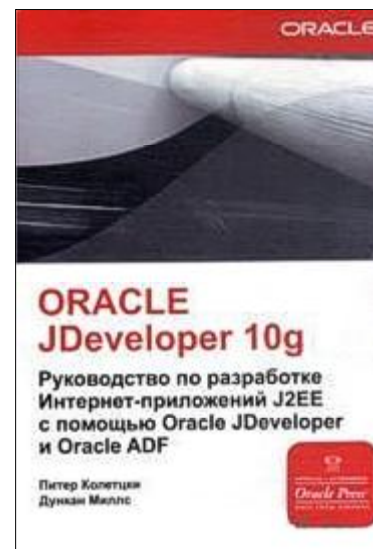 ORACLE
ORACLE
JDeveloper 10g
Руководство по разработке
Интернет-приложений J2EE
с помощью Oracle JDeveloper
и Oracle ADF
Питер Колетцки
Дункан Миллс
Oracle Press